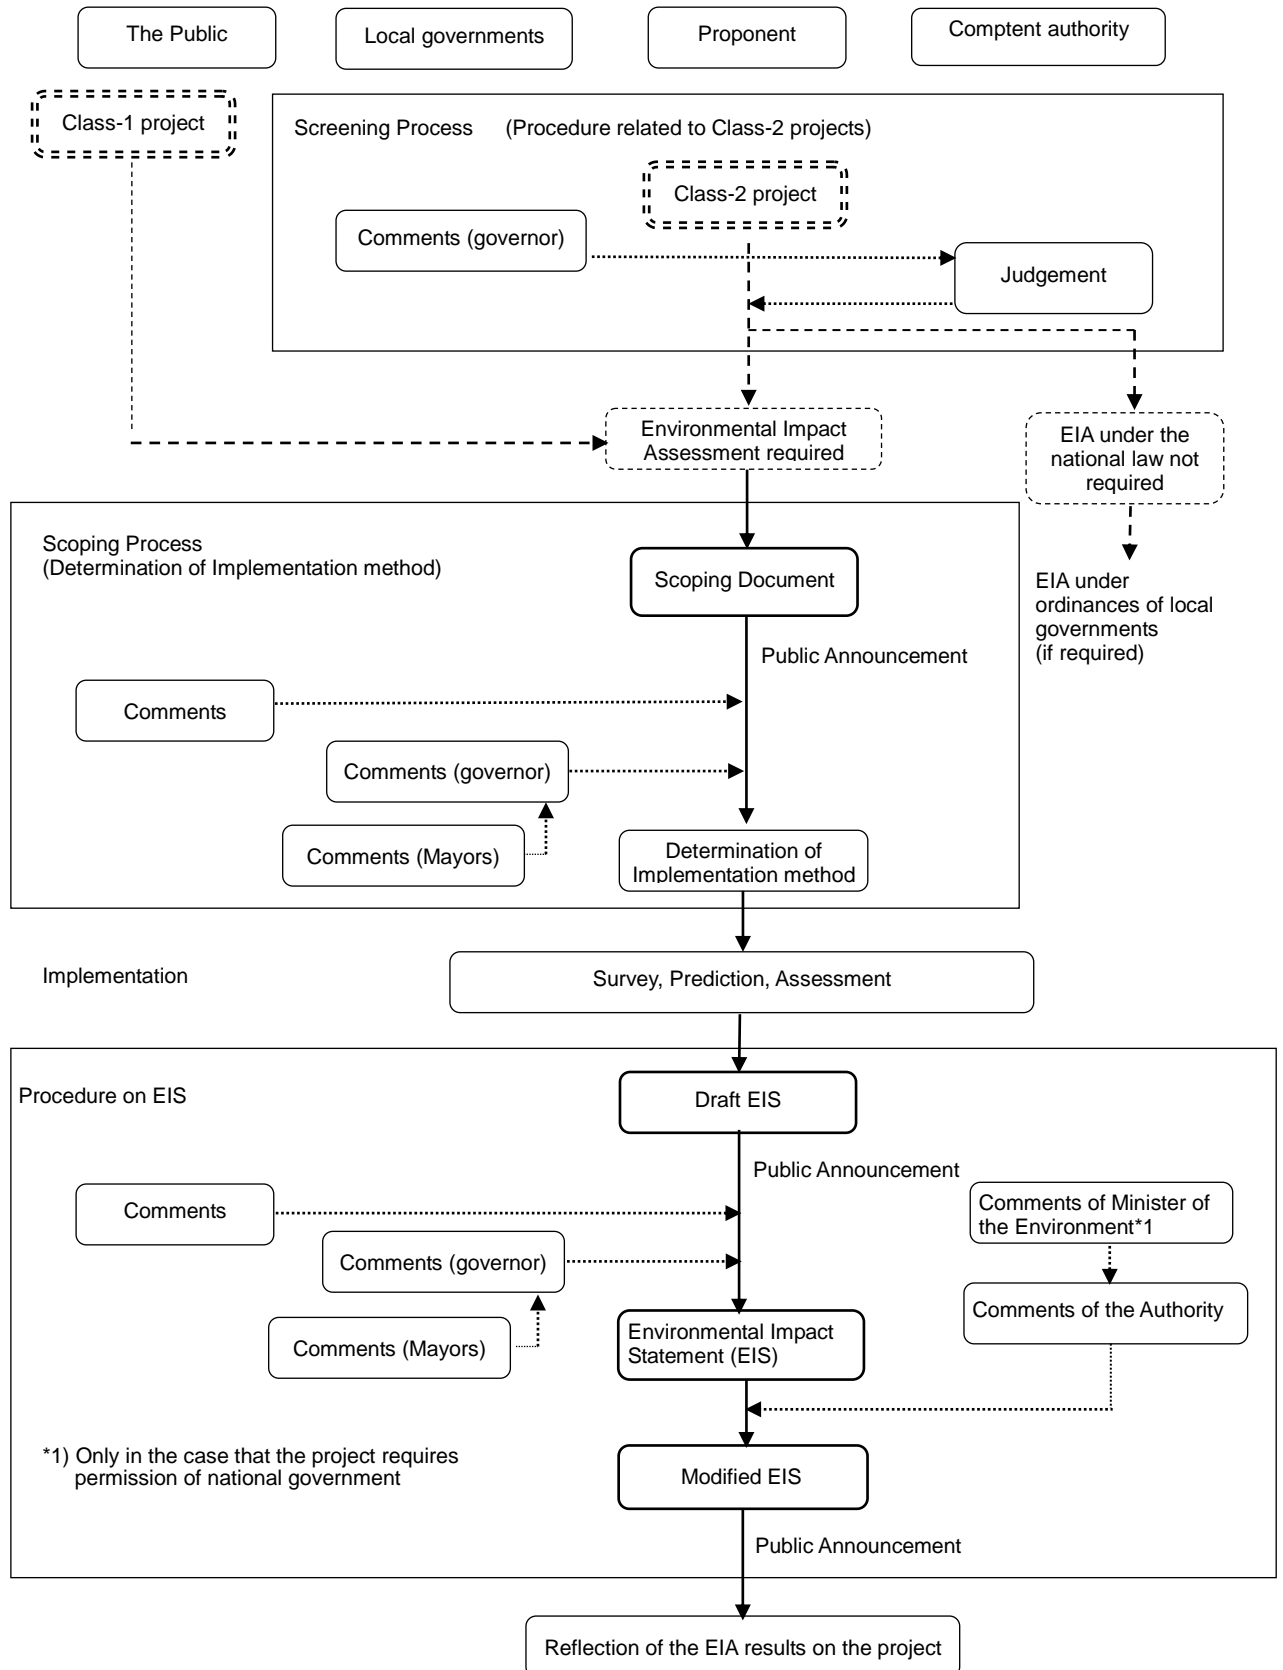 The Public
Local governments
Proponent
Comptent authority
Class-1 project
Screening Process (Procedure related to Class-2 projects)
Class-2 project
Comments (governor)
Judgement
Environmental Impact
Assessment required
EIA under the
national law not
required
Scoping Process
(Determination of Implementation method)
Scoping Document
EIA under
ordinances of local
governments
(if required)
Public Announcement
Comments
Comments (governor)
Comments (Mayors)
Determination of
Implementation method
Implementation
Survey, Prediction, Assessment
Procedure on EIS
Draft EIS
Public Announcement
Comments
Comments of Minister of
the Environment*1
Comments (governor)
Comments of the Authority
Comments (Mayors)
Environmental Impact
Statement (EIS)
*1) Only in the case that the project requires
permission of national government
Modified EIS
Public Announcement
Reflection of the EIA results on the project